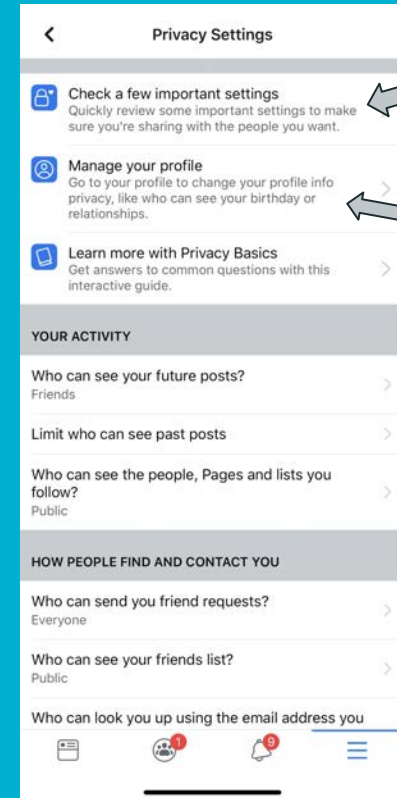 Privacy Settings
Check a few important settings
Quickly review some important settings to make
sure you're sharing with the people you want.
Manage your profile
Go to your profile to change your profile info
privacy, like who can see your birthday or
relationships.
Learn more with Privacy Basics
Get answers to common questions with this
interactive guide.
YOUR ACTIVITY
Who can see your future posts?
Friends
Limit who can see past posts
Who can see the people, Pages and lists you
follow?
Public
HOW PEOPLE FIND AND CONTACT YOU
Who can send you friend requests?
Everyone
Who can see your friends list?
Public
Who can look you up using the email address you
1
9